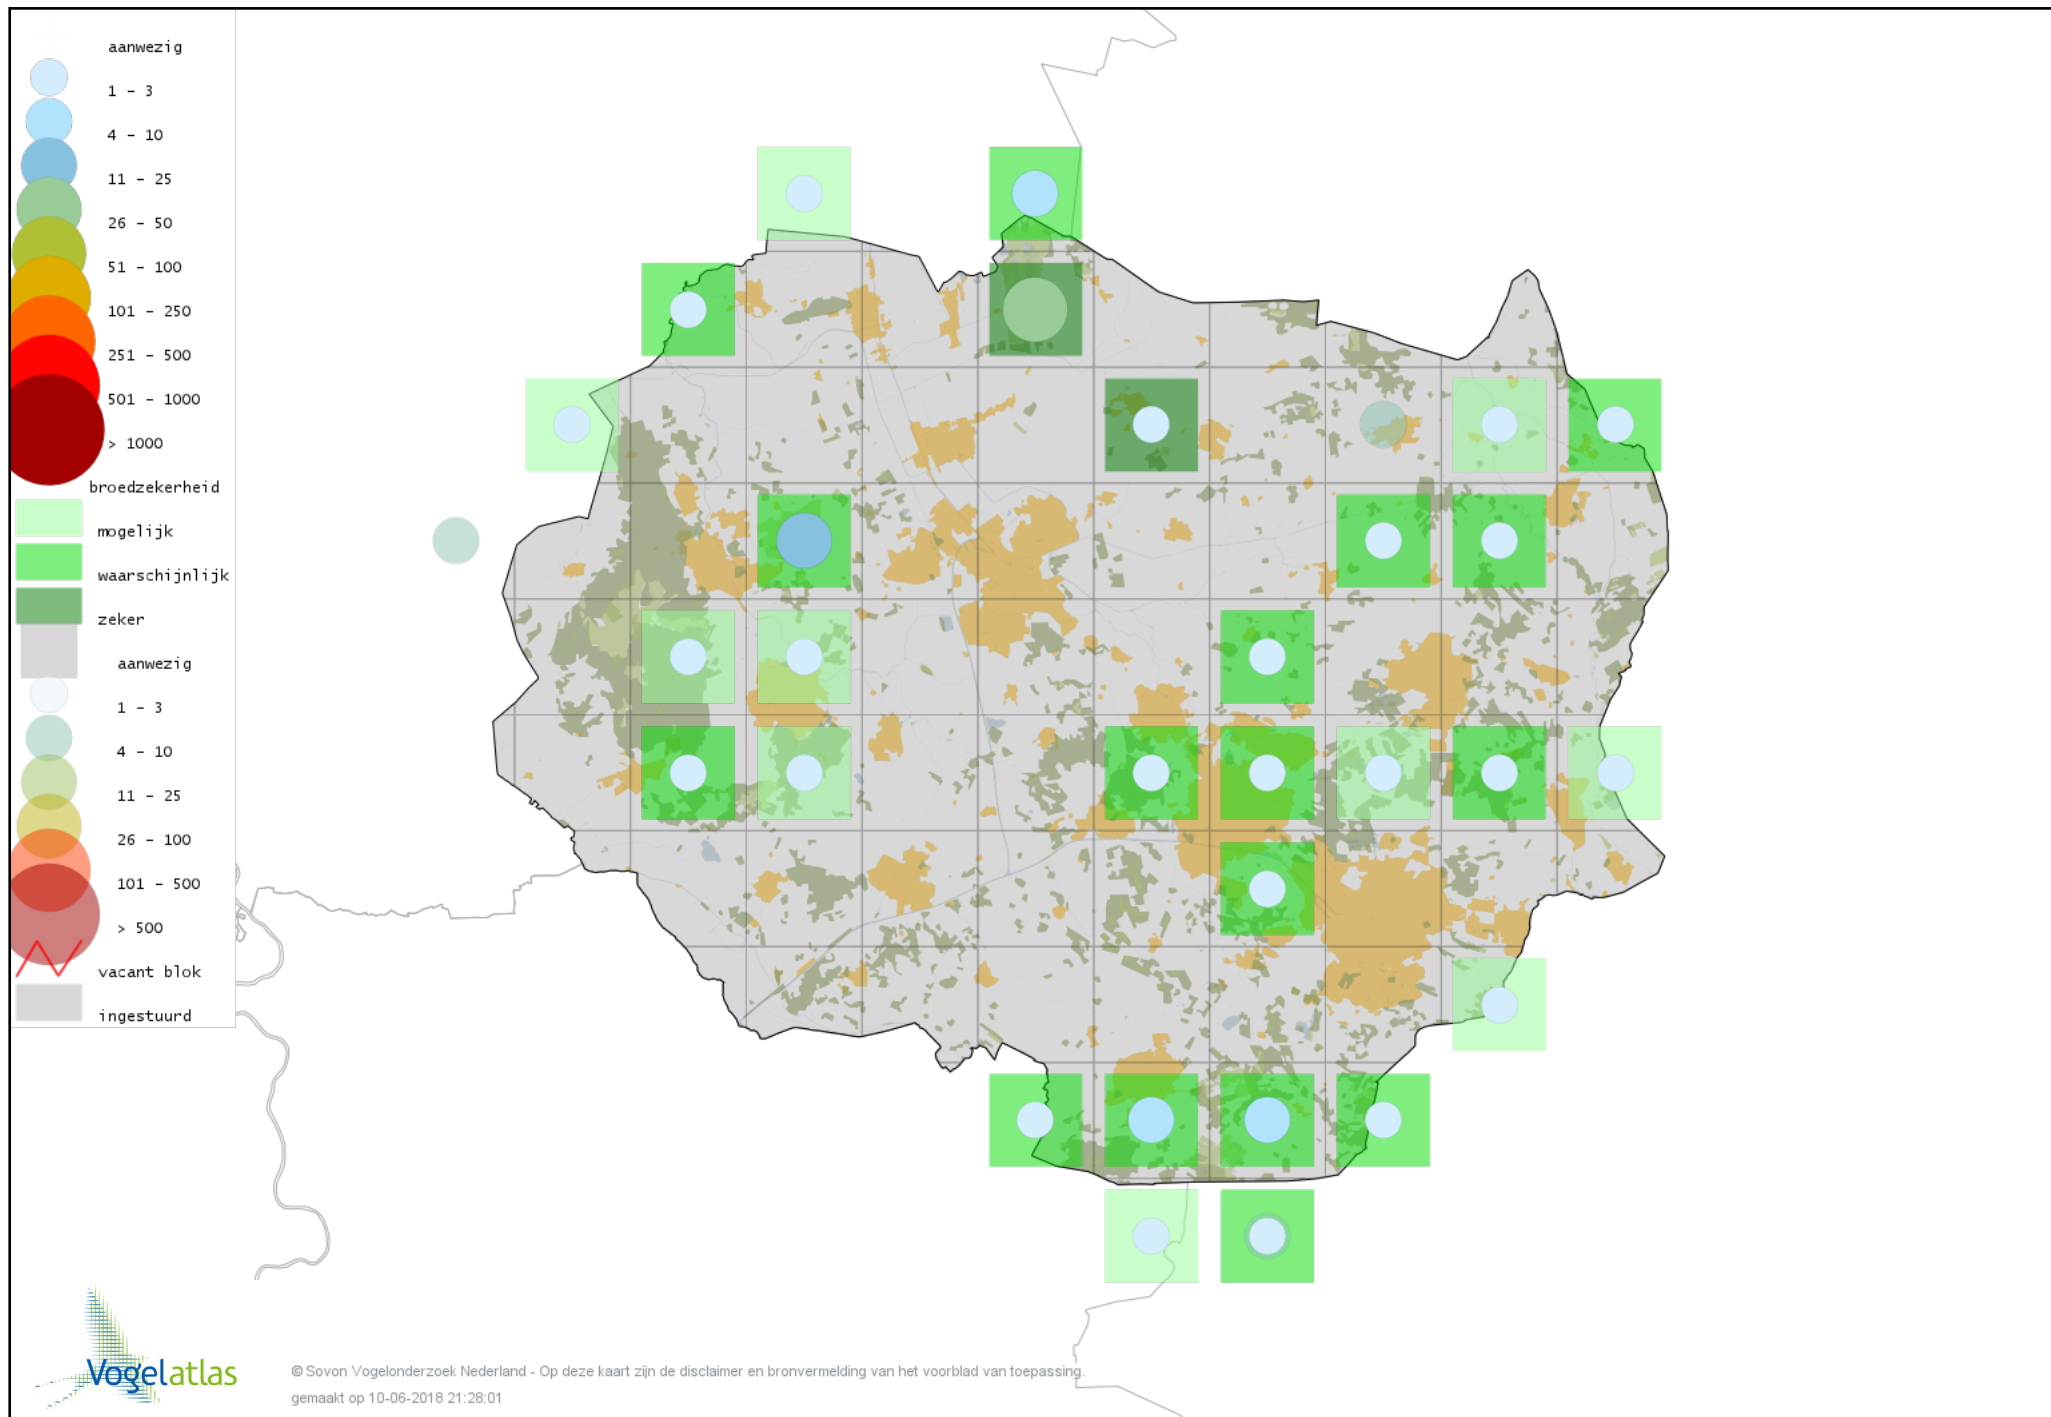 aanwezig
1 - 3
4 - 10
11 - 25
26 - 50
51 - 100
101 - 250
251 - 500
501 - 1000
> 1000
broedzekerheid
mogelijk
waarschijnlijk
zeker
aanwezig
1 - 3
4 - 10
11 - 25
26 - 100
101 - 500
> 500
vacant blok
ingestuurd
Vogelatlas
© Sovon Vogelonderzoek Nederland - Op deze kaart zijn de disclaimer en bronvermelding van het voorblad van toepassing.
gemaakt op 10-06-2018 21:28:01